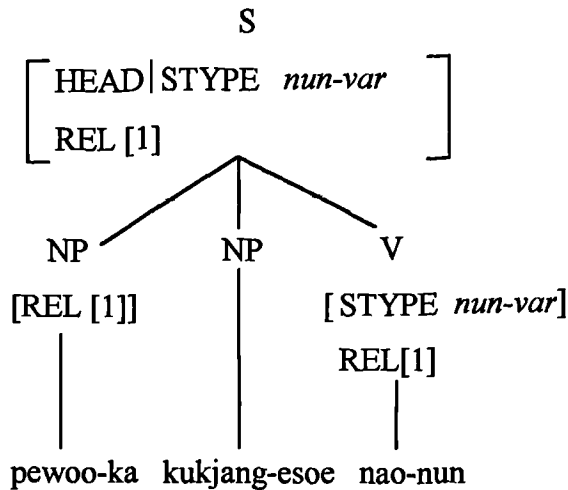 S
HEAD|STYPE nun-var
REL [1]
NP NP V
[REL [1]] [STYPE nun-var]
REL[1]
pewoo-ka kukjang-esoe nao-nun